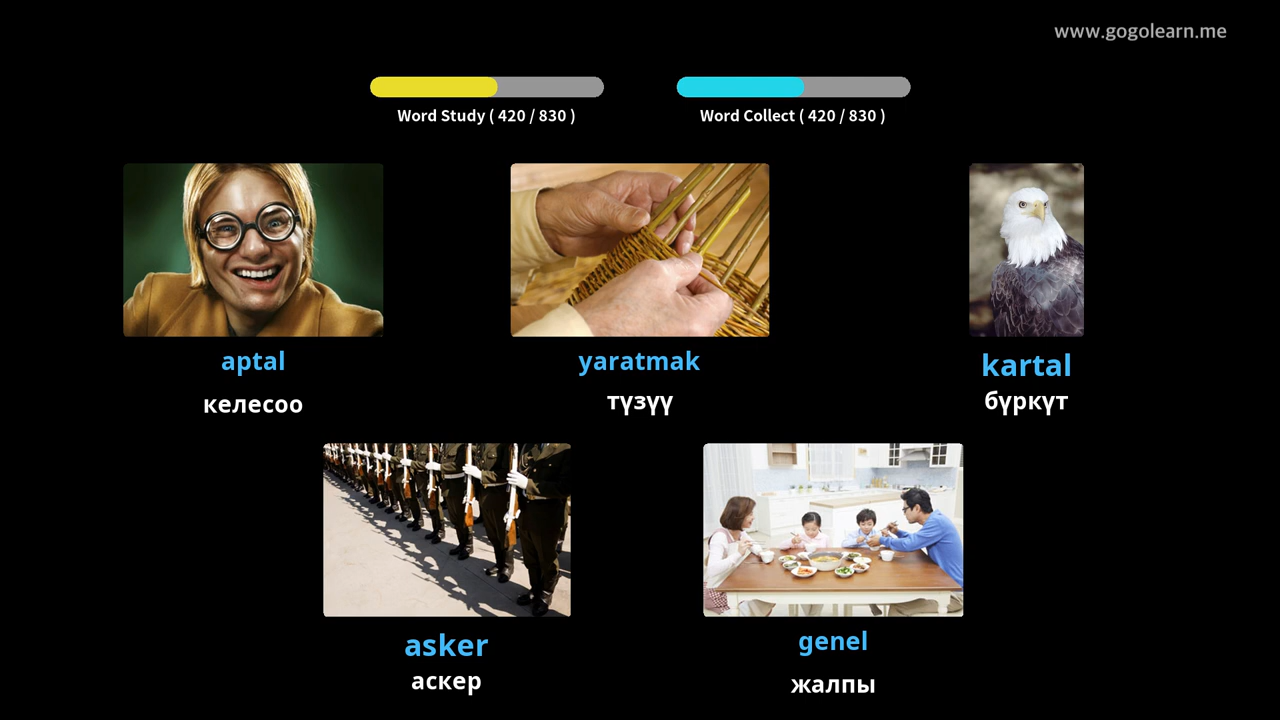 www.gogolearn.me
Word Study ( 420 / 830 )
Word Collect ( 420 / 830 )
aptal
келесоо
yaratmak
түзүү
kartal
бүркүт
asker
аскер
genel
жалпы